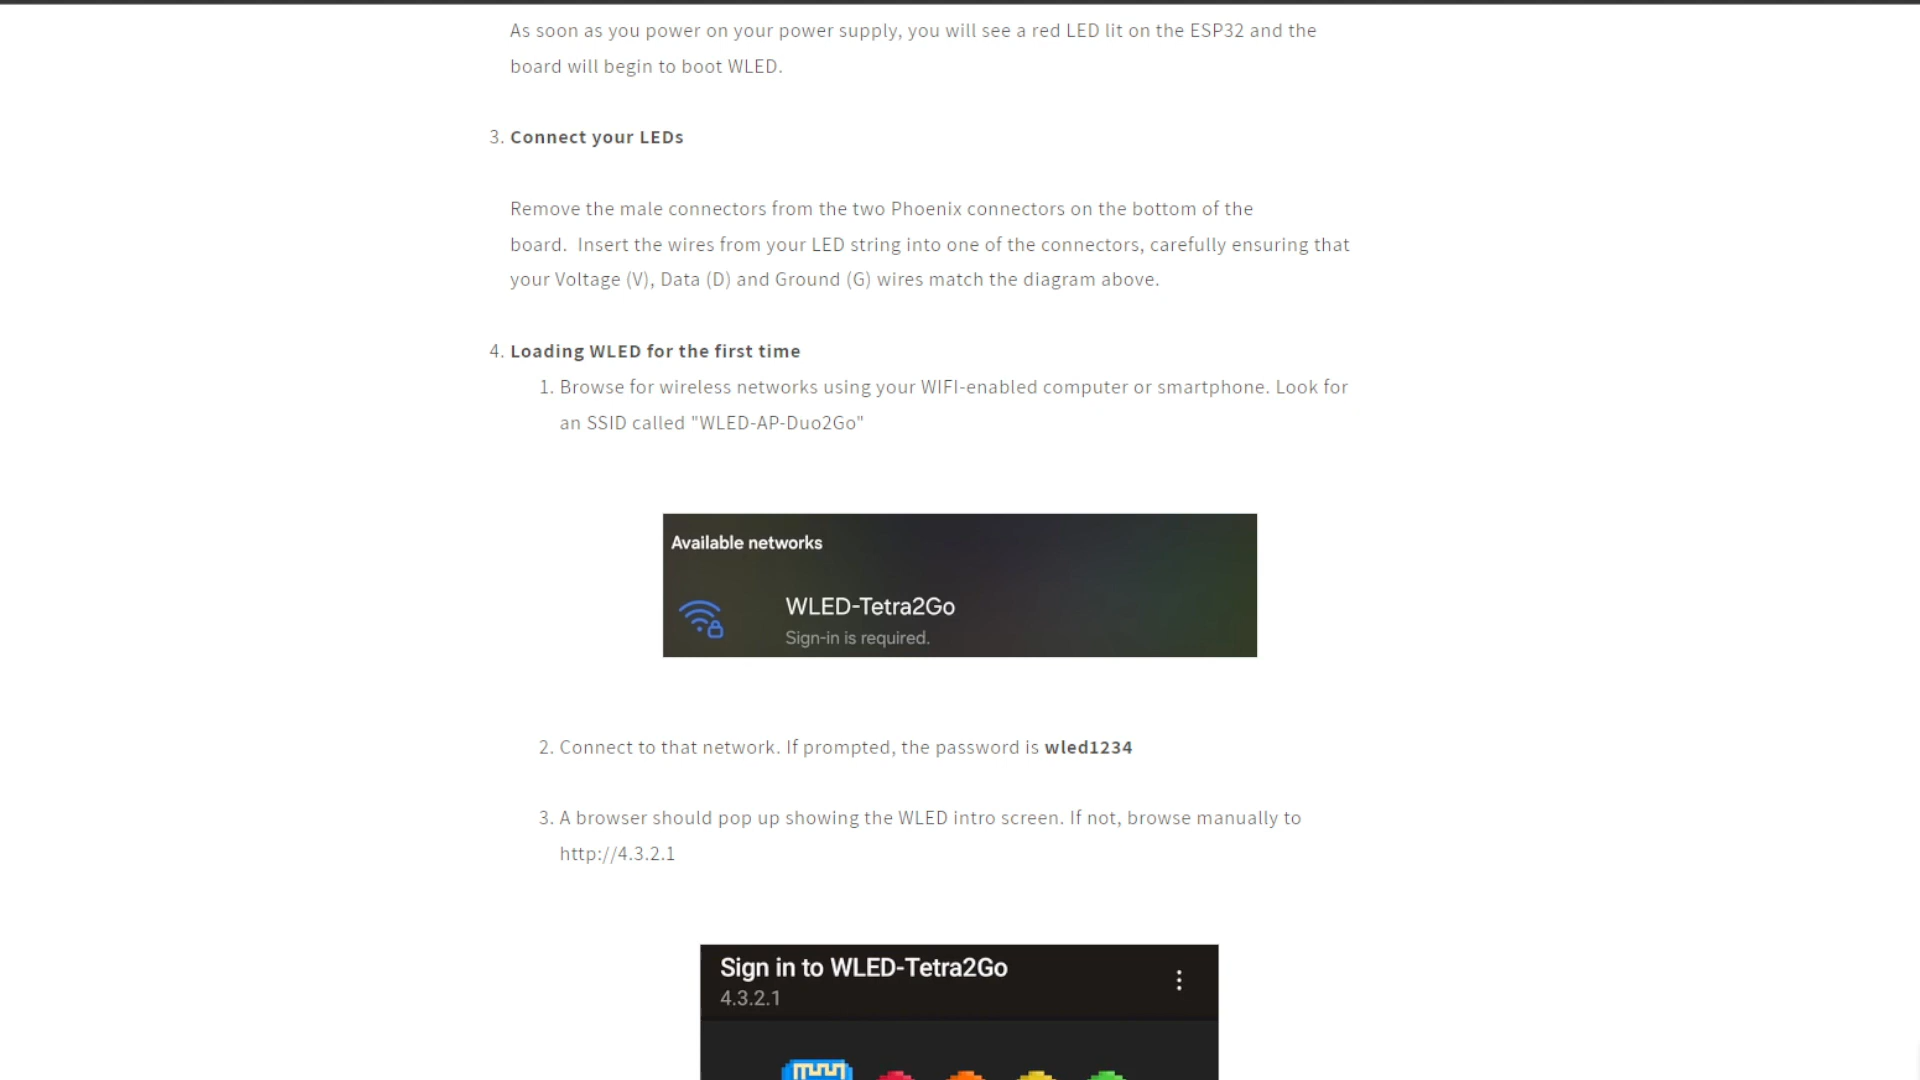 As soon as you power on your power supply, you will see a red LED lit on the ESP32 and the
board will begin to boot WLED.
3. Connect your LEDs
Remove the male connectors from the two Phoenix connectors on the bottom of the
board.  Insert the wires from your LED string into one of the connectors, carefully ensuring that
your Voltage (V), Data (D) and Ground (G) wires match the diagram above.
4. Loading WLED for the first time
1. Browse for wireless networks using your WIFI-enabled computer or smartphone. Look for
an SSID called "WLED-AP-Duo2Go"
Available networks
WLED-Tetra2Go
Sign-in is required.
2. Connect to that network. If prompted, the password is wled1234
3. A browser should pop up showing the WLED intro screen. If not, browse manually to
http://4.3.2.1
Sign in to WLED-Tetra2Go
4.3.2.1